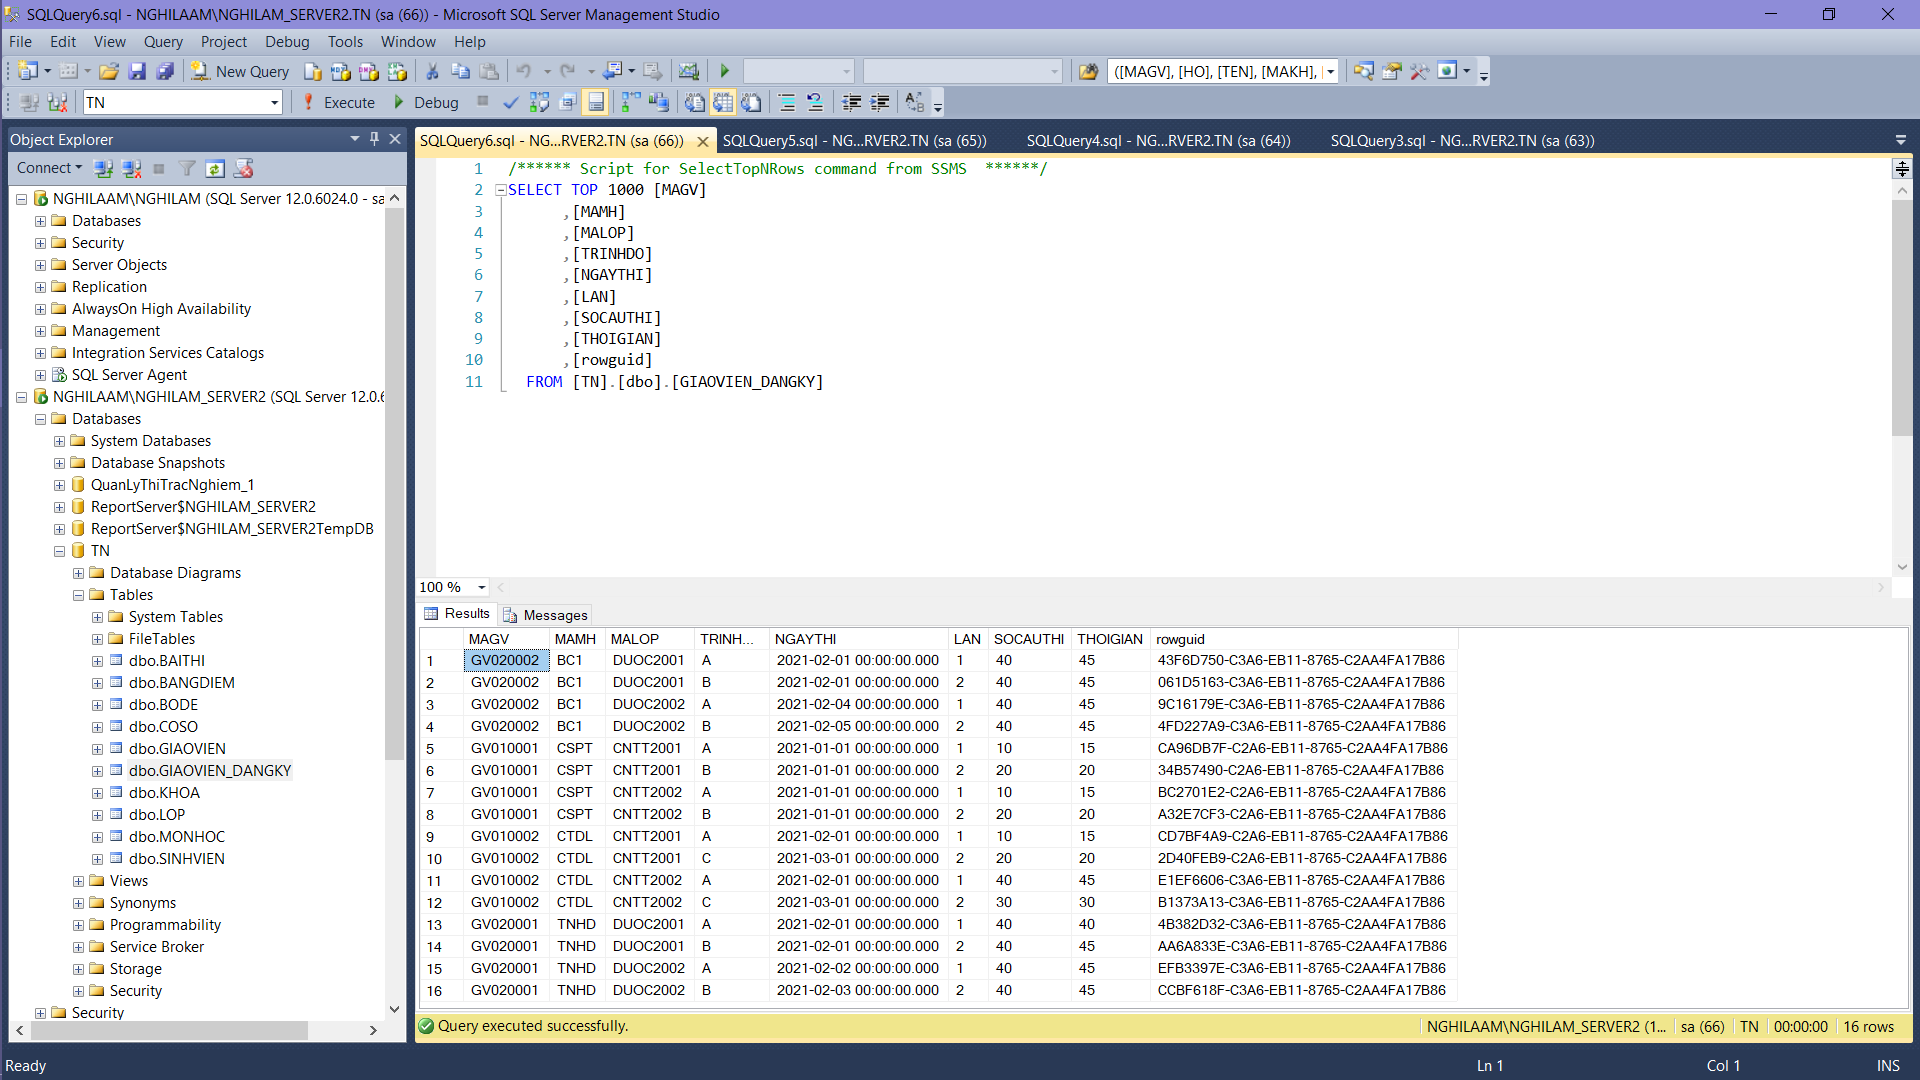 SQLQuery6.sql - NGHILAAM\NGHILAM_SERVER2.TN (sa (66)) - Microsoft SQL Server Management Studio
File Edit View Query Project Debug Tools Window Help
New Query ([MAGV], [HO], [TEN], [MAKH], [
TN Execute Debug
Object Explorer
Connect
NGHILAAM\NGHILAM (SQL Server 12.0.6024.0 - sa
Databases
Security
Server Objects
Replication
AlwaysOn High Availability
Management
Integration Services Catalogs
SQL Server Agent
NGHILAAM\NGHILAM_SERVER2 (SQL Server 12.0.6
Databases
System Databases
Database Snapshots
QuanLyThiTracNghiem_1
ReportServer$NGHILAM_SERVER2
ReportServer$NGHILAM_SERVER2TempDB
TN
Database Diagrams
Tables
System Tables
FileTables
dbo.BAITHI
dbo.BANGDIEM
dbo.BODE
dbo.COSO
dbo.GIAOVIEN
dbo.GIAOVIEN_DANGKY
dbo.KHOA
dbo.LOP
dbo.MONHOC
dbo.SINHVIEN
Views
Synonyms
Programmability
Service Broker
Storage
Security
Security
SQLQuery6.sql - NG...RVER2.TN (sa (66)) SQLQuery5.sql - NG...RVER2.TN (sa (65)) SQLQuery4.sql - NG...RVER2.TN (sa (64)) SQLQuery3.sql - NG...RVER2.TN (sa (63))
1 /****** Script for SelectTopNRows command from SSMS ******/
2 SELECT TOP 1000 [MAGV]
3 ,[MAMH]
4 ,[MALOP]
5 ,[TRINHDO]
6 ,[NGAYTHI]
7 ,[LAN]
8 ,[SOCAUTHI]
9 ,[THOIGIAN]
10 ,[rowguid]
11 FROM [TN].[dbo].[GIAOVIEN_DANGKY]
100 %
Results Messages
MAGV MAMH MALOP TRINH... NGAYTHI LAN SOCAUTHI THOIGIAN rowguid
1 GV020002 BC1 DUOC2001 A 2021-02-01 00:00:00.000 1 40 45 43F6D750-C3A6-EB11-8765-C2AA4FA17B86
2 GV020002 BC1 DUOC2001 B 2021-02-01 00:00:00.000 2 40 45 061D5163-C3A6-EB11-8765-C2AA4FA17B86
3 GV020002 BC1 DUOC2002 A 2021-02-04 00:00:00.000 1 40 45 9C16179E-C3A6-EB11-8765-C2AA4FA17B86
4 GV020002 BC1 DUOC2002 B 2021-02-05 00:00:00.000 2 40 45 4FD227A9-C3A6-EB11-8765-C2AA4FA17B86
5 GV010001 CSPT CNTT2001 A 2021-01-01 00:00:00.000 1 10 15 CA96DB7F-C2A6-EB11-8765-C2AA4FA17B86
6 GV010001 CSPT CNTT2001 B 2021-01-01 00:00:00.000 2 20 20 34B57490-C2A6-EB11-8765-C2AA4FA17B86
7 GV010001 CSPT CNTT2002 A 2021-01-01 00:00:00.000 1 10 15 BC2701E2-C2A6-EB11-8765-C2AA4FA17B86
8 GV010001 CSPT CNTT2002 B 2021-01-01 00:00:00.000 2 20 20 A32E7CF3-C2A6-EB11-8765-C2AA4FA17B86
9 GV010002 CTDL CNTT2001 A 2021-02-01 00:00:00.000 1 10 15 CD7BF4A9-C2A6-EB11-8765-C2AA4FA17B86
10 GV010002 CTDL CNTT2001 C 2021-03-01 00:00:00.000 2 20 20 2D40FEB9-C2A6-EB11-8765-C2AA4FA17B86
11 GV010002 CTDL CNTT2002 A 2021-02-01 00:00:00.000 1 40 45 E1EF6606-C3A6-EB11-8765-C2AA4FA17B86
12 GV010002 CTDL CNTT2002 C 2021-03-01 00:00:00.000 2 30 30 B1373A13-C3A6-EB11-8765-C2AA4FA17B86
13 GV020001 TNHD DUOC2001 A 2021-02-01 00:00:00.000 1 40 40 4B382D32-C3A6-EB11-8765-C2AA4FA17B86
14 GV020001 TNHD DUOC2001 B 2021-02-01 00:00:00.000 2 40 45 AA6A833E-C3A6-EB11-8765-C2AA4FA17B86
15 GV020001 TNHD DUOC2002 A 2021-02-02 00:00:00.000 1 40 45 EFB3397E-C3A6-EB11-8765-C2AA4FA17B86
16 GV020001 TNHD DUOC2002 B 2021-02-03 00:00:00.000 2 40 45 CCBF618F-C3A6-EB11-8765-C2AA4FA17B86
Query executed successfully. NGHILAAM\NGHILAM_SERVER2 (1... sa (66) TN 00:00:00 16 rows
Ready Ln 1 Col 1 INS